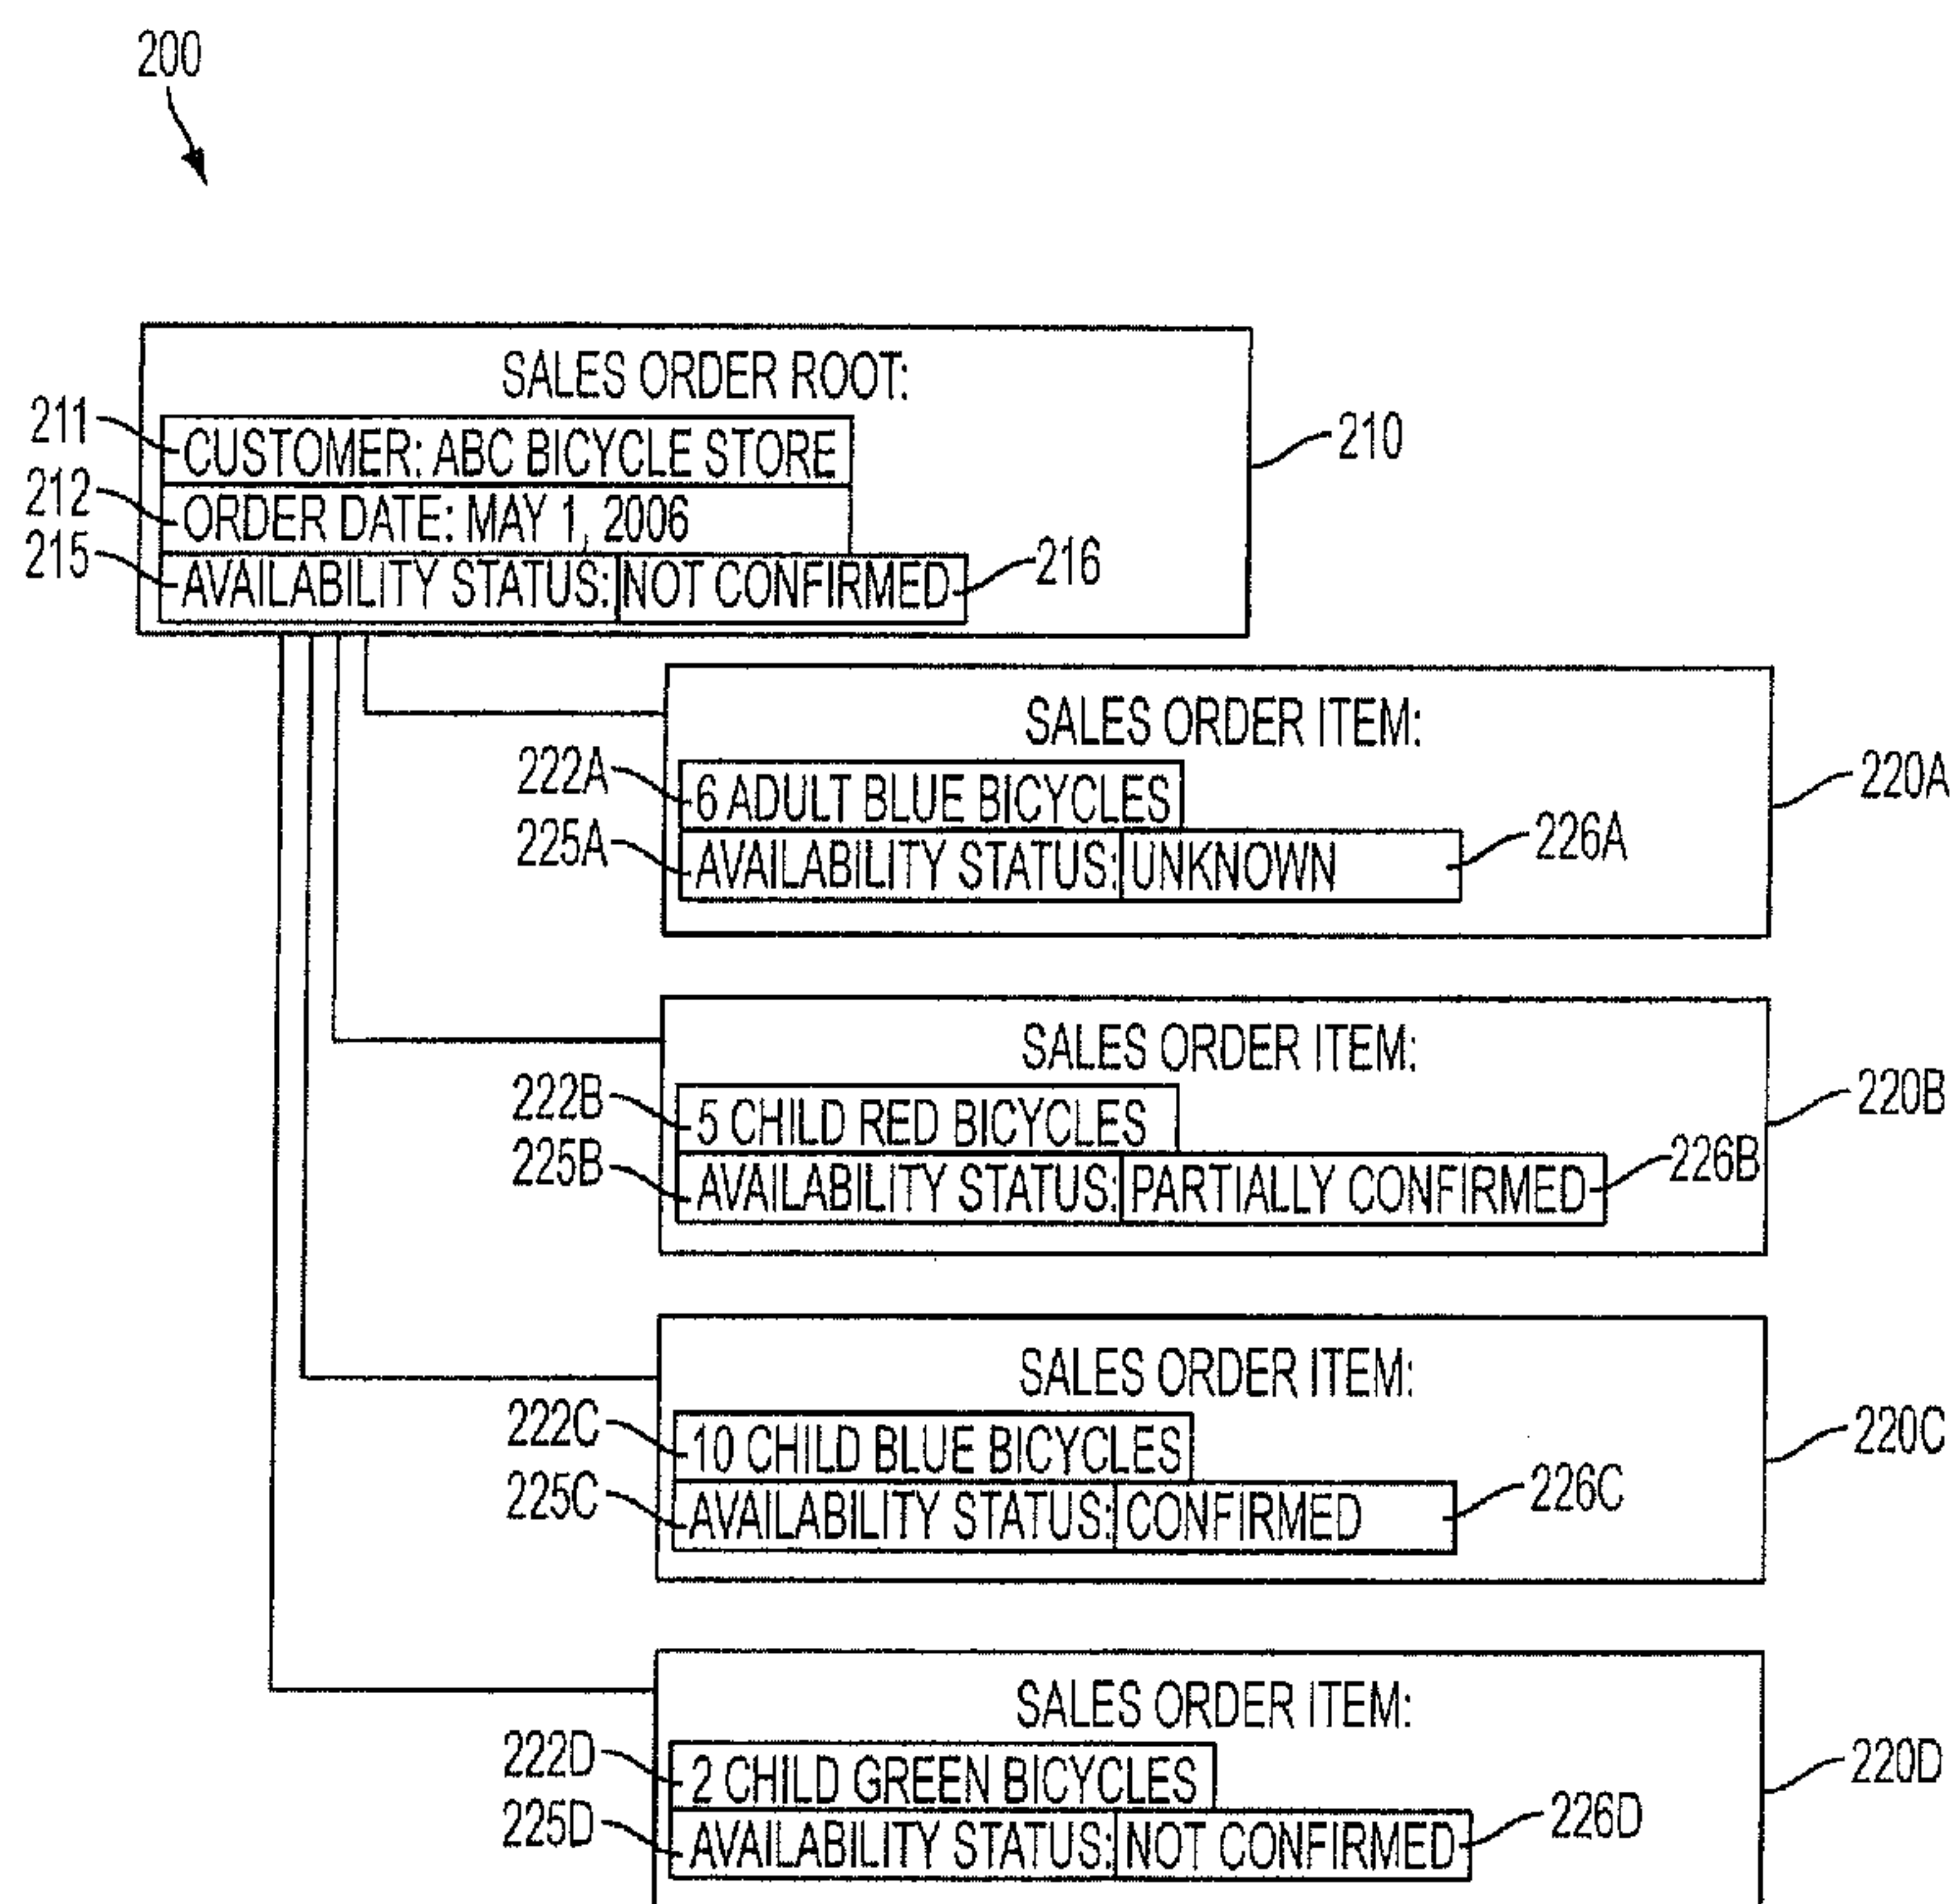 200
SALES ORDER ROOT:
211
CUSTOMER: ABC BICYCLE STORE
210
212
ORDER DATE: MAY 1, 2006
215
AVAILABILITY STATUS: NOT CONFIRMED
216
SALES ORDER ITEM:
222A
6 ADULT BLUE BICYCLES
220A
225A
AVAILABILITY STATUS: UNKNOWN
226A
SALES ORDER ITEM:
222B
5 CHILD RED BICYCLES
220B
225B
AVAILABILITY STATUS: PARTIALLY CONFIRMED
226B
SALES ORDER ITEM:
222C
10 CHILD BLUE BICYCLES
220C
225C
AVAILABILITY STATUS: CONFIRMED
226C
SALES ORDER ITEM:
222D
2 CHILD GREEN BICYCLES
220D
225D
AVAILABILITY STATUS: NOT CONFIRMED
226D